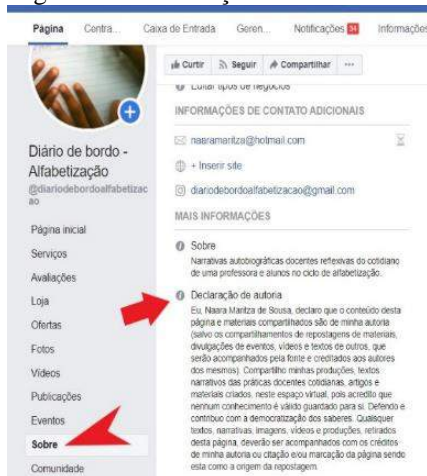 Página Centra... Caixa de Entrada Geren... Notificações 34 Informações
Curtir Seguir Compartilhar ...
Editar tipos de negócios
INFORMAÇÕES DE CONTATO ADICIONAIS
naaramaritza@hotmail.com
+ Inserir site
diariodebordoalfabetizacao@gmail.com
MAIS INFORMAÇÕES
Sobre
Narrativas autobiográficas docentes reflexivas do cotidiano
de uma professora e alunos no ciclo de alfabetização.
Declaração de autoria
Eu, Naara Maritza de Sousa, declaro que o conteúdo desta
página e materiais compartilhados são de minha autoria
(salvo os compartilhamentos de repostagens de materiais,
divulgações de eventos, vídeos e textos de outros, que
serão acompanhados pela fonte e creditados aos autores
dos mesmos). Compartilho minhas produções, textos
narrativos das práticas docentes cotidianas, artigos e
materiais criados, neste espaço virtual, pois acredito que
nenhum conhecimento é válido guardado para si. Defendo e
contribuo com a democratização dos saberes. Quaisquer
textos, narrativas, imagens, vídeos e produções, retirados
desta página, deverão ser acompanhados com os créditos
de minha autoria ou citação e/ou marcação da página sendo
esta como a origem da repostagem.
Diário de bordo -
Alfabetização
@diariodebordoalfabetizac
ao
Página inicial
Serviços
Avaliações
Loja
Ofertas
Fotos
Vídeos
Publicações
Eventos
Sobre
Comunidade